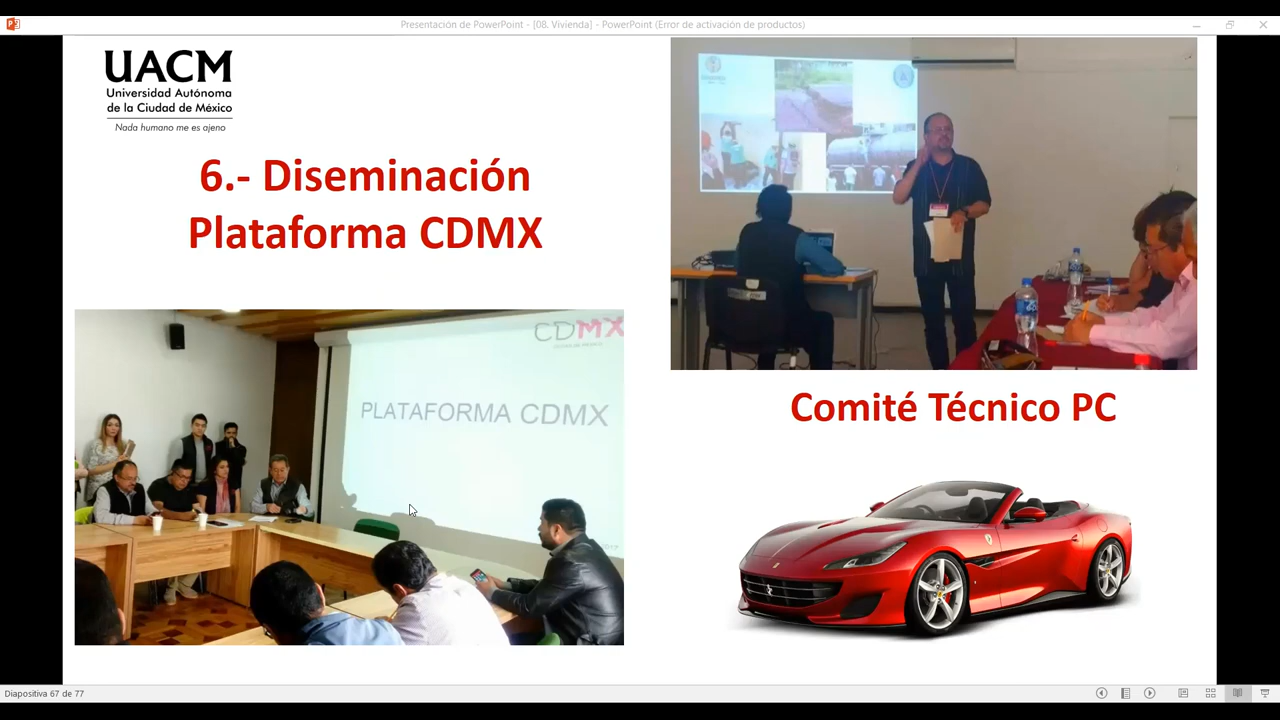 Presentación de PowerPoint - [08. Vivienda] - PowerPoint (Error de activación de productos)
UACM
Universidad Autónoma
de la Ciudad de México
Nada humano me es ajeno
6.- Diseminación
Plataforma CDMX
CDMX
PLATAFORMA CDMX
Comité Técnico PC
Diapositiva 67 de 77